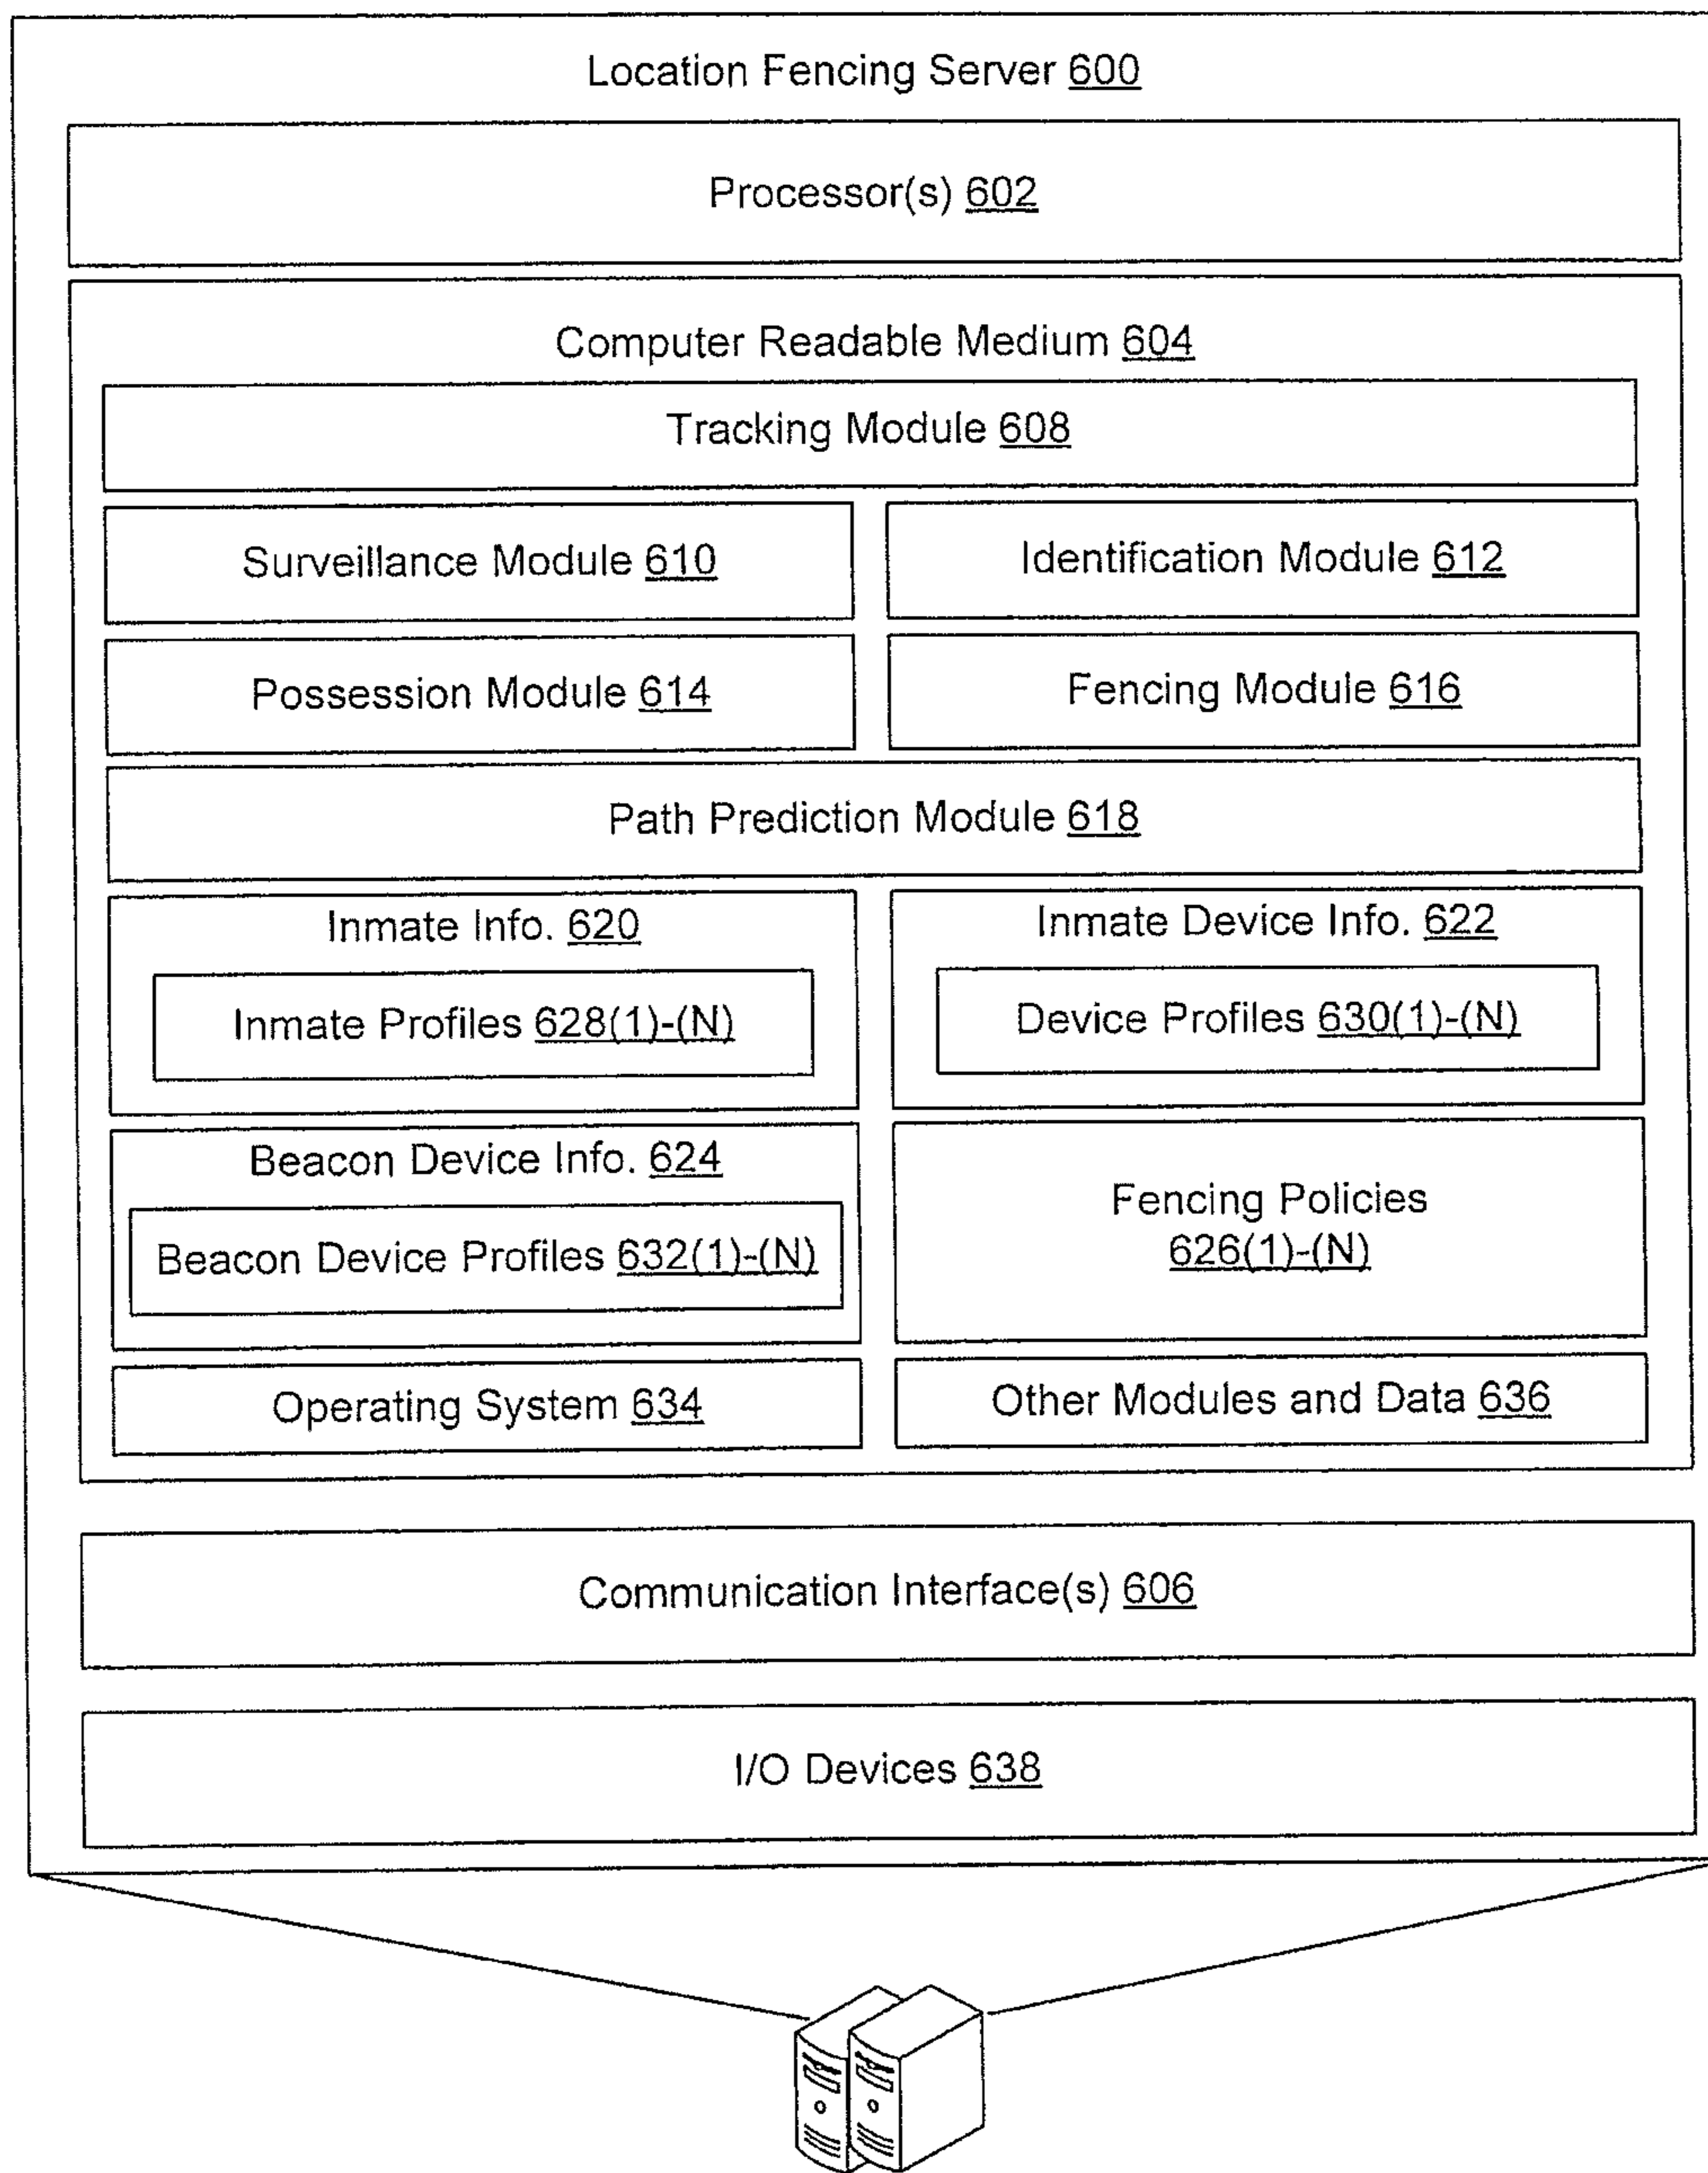 Location Fencing Server 600
Processor(s) 602
Computer Readable Medium 604
Tracking Module 608
Surveillance Module 610
Identification Module 612
Possession Module 614
Fencing Module 616
Path Prediction Module 618
Inmate Info. 620
Inmate Profiles 628(1)-(N)
Inmate Device Info. 622
Device Profiles 630(1)-(N)
Beacon Device Info. 624
Beacon Device Profiles 632(1)-(N)
Fencing Policies
626(1)-(N)
Operating System 634
Other Modules and Data 636
Communication Interface(s) 606
I/O Devices 638